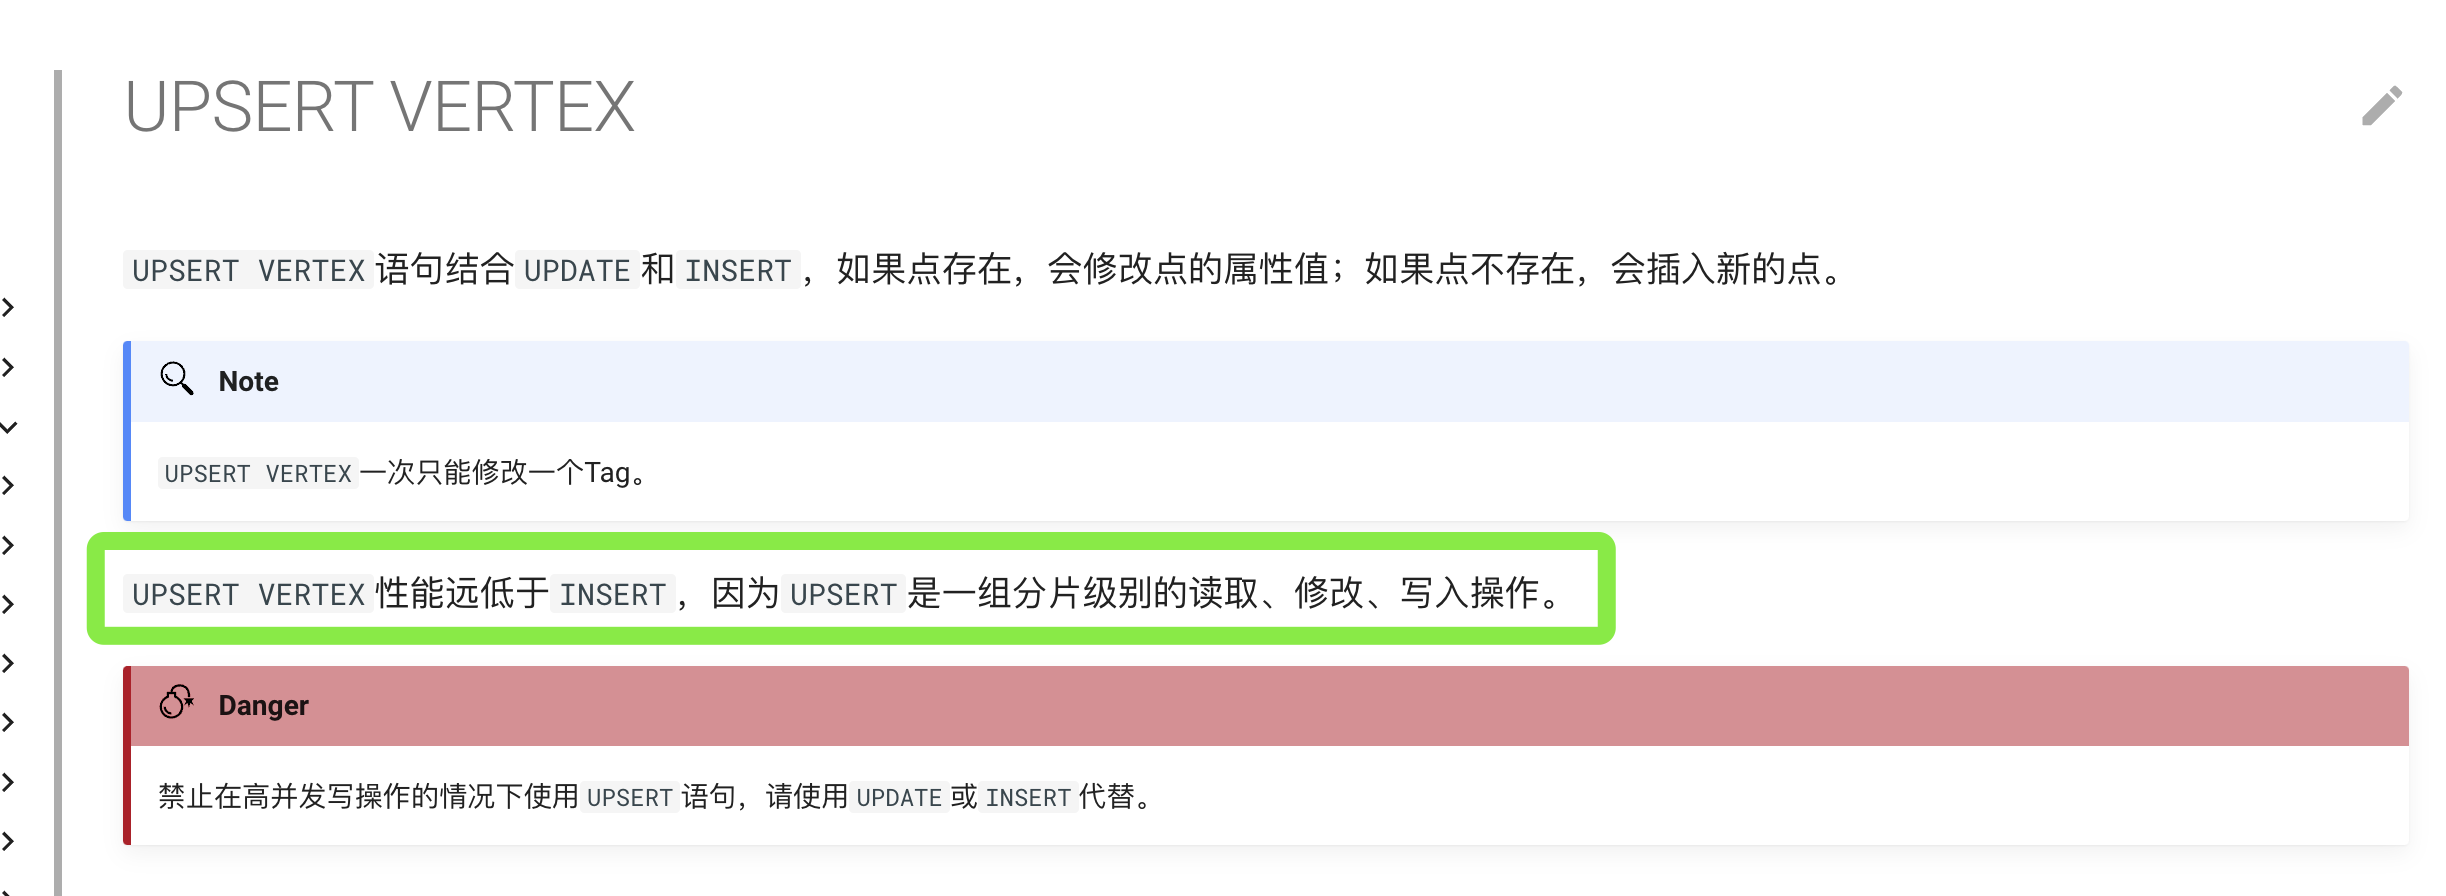 UPSERT VERTEX
UPSERT VERTEX语句结合UPDATE和INSERT，如果点存在，会修改点的属性值；如果点不存在，会插入新的点。
Note
UPSERT VERTEX一次只能修改一个Tag。
UPSERT VERTEX性能远低于INSERT，因为UPSERT是一组分片级别的读取、修改、写入操作。
Danger
禁止在高并发写操作的情况下使用UPSERT语句，请使用UPDATE或INSERT代替。